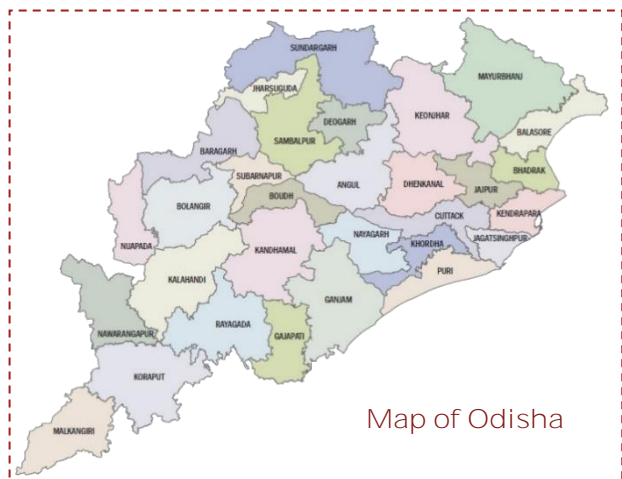 SUNDARGARH
MAYURBHANJ
JHARSUGUDA
KEONJHAR
DEOGARH
BALASORE
SAMBALPUR
BARAGARH
BHADRAK
SUBARNAPUR
ANGUL
DHENKANAL
JAJPUR
BOUDH
BOLANGIR
KENDRAPARA
CUTTACK
NUAPADA
NAYAGARH
KHORDHA
JAGATSINGHPUR
KANDHAMAL
PURI
KALAHANDI
GANJAM
RAYAGADA
NAWARANGAPUR
GAJAPATI
KORAPUT
Map of Odisha
MALKANGIRI